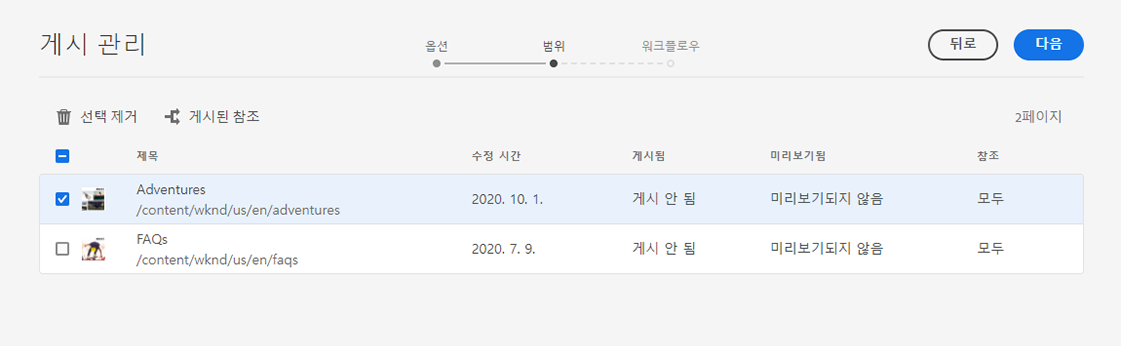 게시 관리
옵션 범위 워크플로우
뒤로 다음
선택 제거 게시된 참조 2페이지
제목 수정 시간 게시됨 미리보기됨 참조
Adventures
/content/wknd/us/en/adventures 2020. 10. 1. 게시 안 됨 미리보기되지 않음 모두
FAQs
/content/wknd/us/en/faqs 2020. 7. 9. 게시 안 됨 미리보기되지 않음 모두